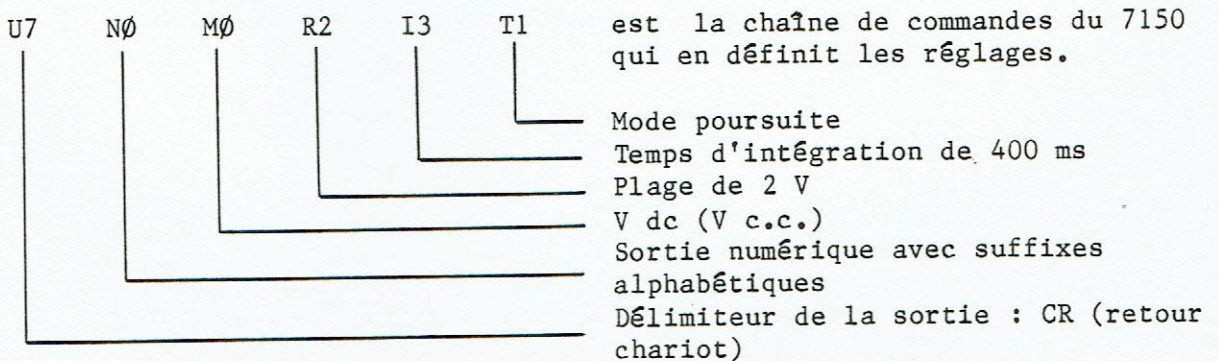 U7 NØ MØ R2 I3 T1 est la chaîne de commandes du 7150
qui en définit les réglages.
Mode poursuite
Temps d'intégration de 400 ms
Plage de 2 V
V dc (V c.c.)
Sortie numérique avec suffixes
alphabétiques
Délimiteur de la sortie : CR (retour
chariot)